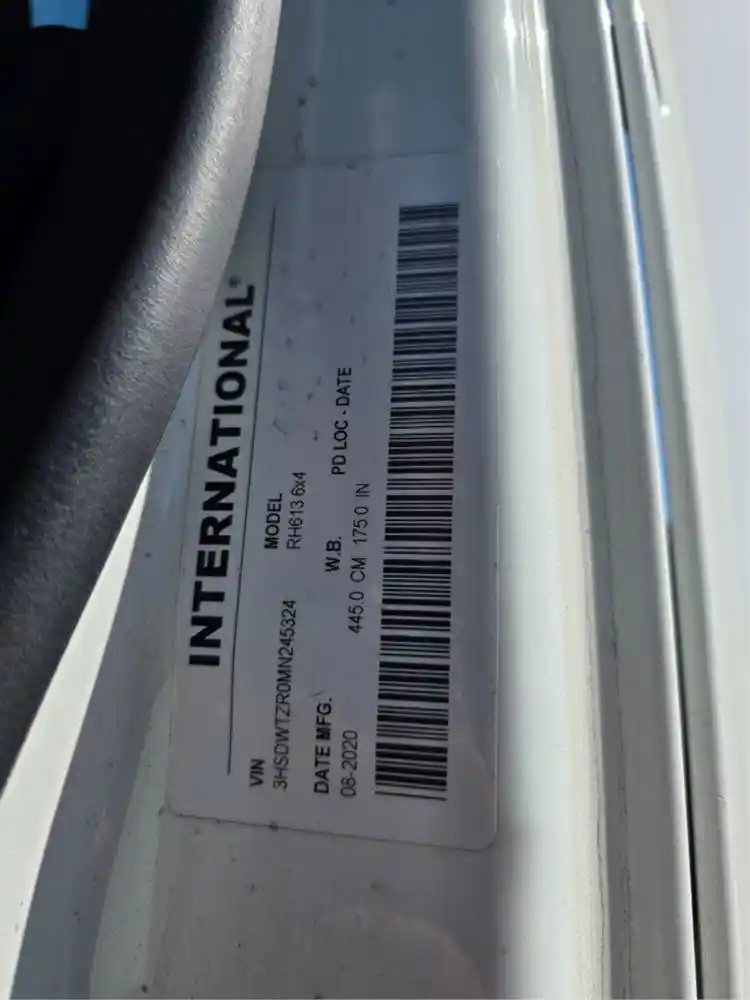 INTERNATIONAL®
VIN MODEL
3HSDWTZR0MN245324 RH613 6x4
DATE MFG. W.B. PD LOC - DATE
08-2020 445.0 CM 175.0 IN